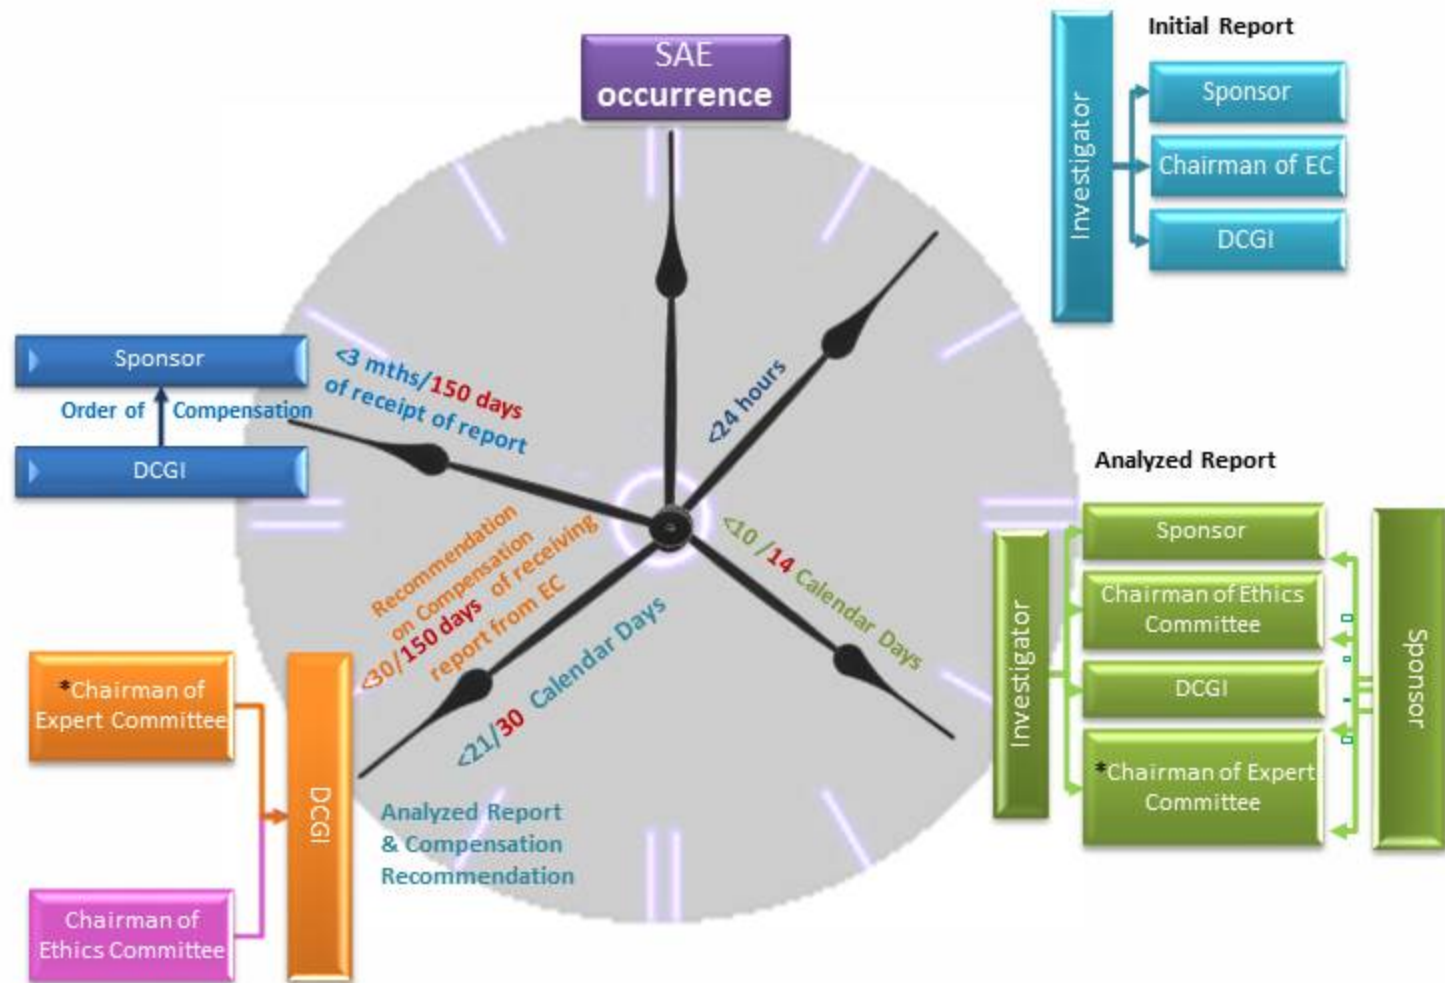 SAE
occurrence
Initial Report
Investigator
Sponsor
Chairman of EC
DCGI
<24 hours
Analyzed Report
Investigator
Sponsor
Chairman of Ethics
Committee
DCGI
*Chairman of Expert
Committee
Sponsor
<10 /14 Calendar Days
<21/30 Calendar Days
Analyzed Report
& Compensation
Recommendation
Recommendation
on Compensation
<30/150 days of receiving
report from EC
*Chairman of
Expert Committee
DCGI
Chairman of
Ethics Committee
<3 mths/150 days
of receipt of report
Sponsor
Order of Compensation
DCGI